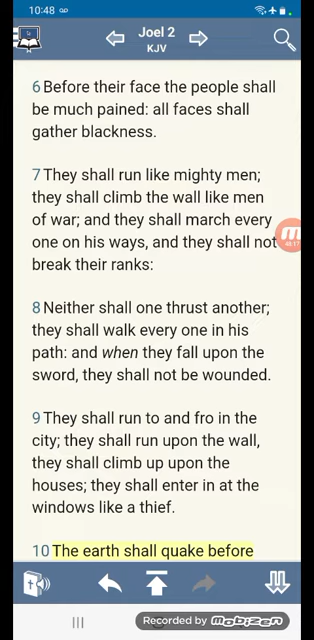 10:48
Joel 2
KJV
6 Before their face the people shall
be much pained: all faces shall
gather blackness.
7 They shall run like mighty men;
they shall climb the wall like men
of war; and they shall march every
one on his ways, and they shall not
break their ranks:
8 Neither shall one thrust another;
they shall walk every one in his
path: and when they fall upon the
sword, they shall not be wounded.
9 They shall run to and fro in the
city; they shall run upon the wall,
they shall climb up upon the
houses; they shall enter in at the
windows like a thief.
10 The earth shall quake before
Recorded by mobizen